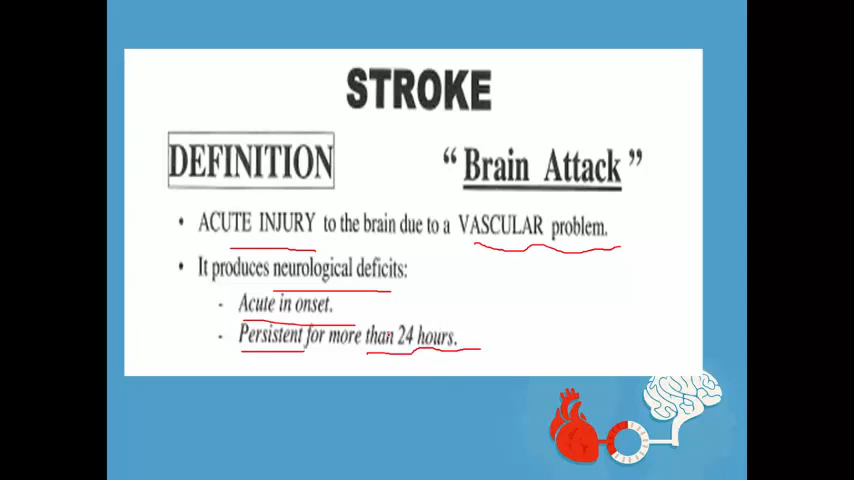 STROKE
DEFINITION
“ Brain Attack ”
• ACUTE INJURY to the brain due to a VASCULAR problem.
• It produces neurological deficits:
- Acute in onset.
- Persistent for more than 24 hours.